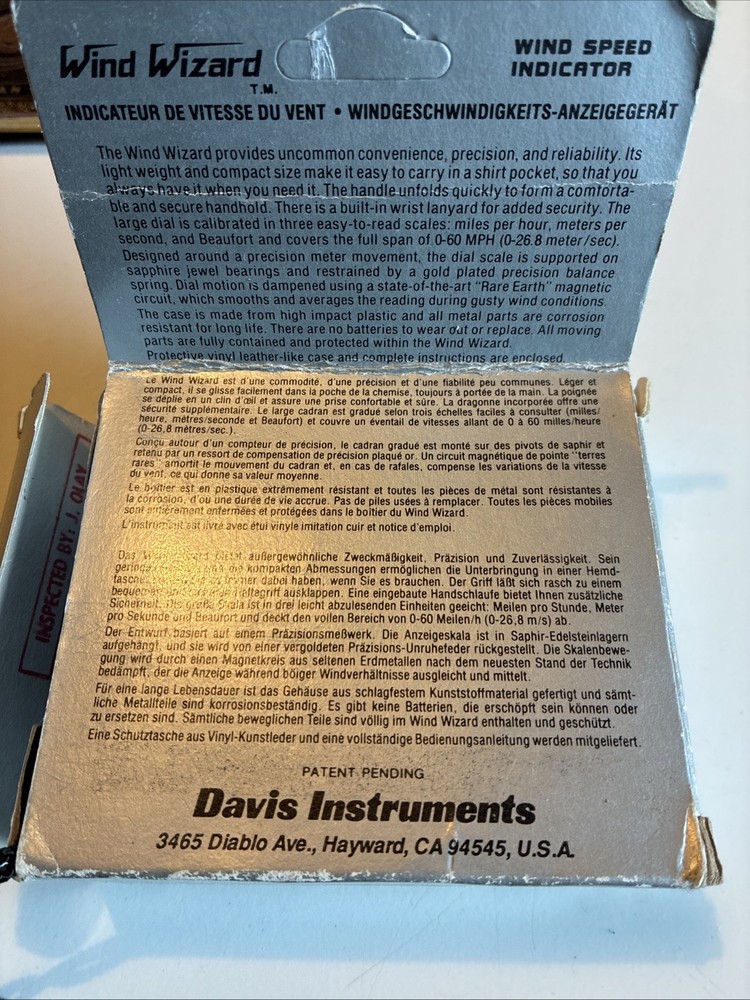 Wind Wizard
T.M.
WIND SPEED
INDICATOR
INDICATEUR DE VITESSE DU VENT • WINDGESCHWINDIGKEITS-ANZEIGEGERÄT
The Wind Wizard provides uncommon convenience, precision, and reliability. Its
light weight and compact size make it easy to carry in a shirt pocket, so that you
always have it when you need it. The handle unfolds quickly to form a comforta-
ble and secure handhold. There is a built-in wrist lanyard for added security. The
large dial is calibrated in three easy-to-read scales: miles per hour, meters per
second, and Beaufort and covers the full span of 0-60 MPH (0-26.8 meter/sec).
Designed around a precision meter movement, the dial scale is supported on
sapphire jewel bearings and restrained by a gold plated precision balance
spring. Dial motion is dampened using a state-of-the-art "Rare Earth" magnetic
circuit, which smooths and averages the reading during gusty wind conditions.
The case is made from high impact plastic and all metal parts are corrosion
resistant for long life. There are no batteries to wear out or replace. All moving
parts are fully contained and protected within the Wind Wizard.
Protective vinyl leather-like case and complete instructions are enclosed.
Le Wind Wizard est d'une commodité, d'une précision et d'une fiabilité peu communes. Léger et
compact, il se glisse facilement dans la poche de la chemise, toujours à portée de la main. La poignée
se déplie en un clin d'œil et assure une prise confortable et sûre. La dragonne incorporée offre une
sécurité supplémentaire. Le large cadran est gradué selon trois échelles faciles à consulter (milles/
heure, mètres/seconde et Beaufort) et couvre un éventail de vitesses allant de 0 à 60 milles/heure
(0-26,8 mètres/sec.).
Conçu autour d'un compteur de précision, le cadran gradué est monté sur des pivots de saphir et
retenu par un ressort de compensation de précision plaqué or. Un circuit magnétique de pointe "terres
rares" amortit le mouvement du cadran et, en cas de rafales, compense les variations de la vitesse
du vent, ce qui donne sa valeur moyenne.
Le boîtier est en plastique extrêmement résistant et toutes les pièces de métal sont résistantes à
la corrosion, d'où une durée de vie accrue. Pas de piles usées à remplacer. Toutes les pièces mobiles
sont entièrement enfermées et protégées dans le boîtier du Wind Wizard.
L'instrument est livré avec étui vinyle imitation cuir et notice d'emploi.
Das außergewöhnliche Zweckmäßigkeit, Präzision und Zuverlässigkeit. Sein
die kompakten Abmessungen ermöglichen die Unterbringung in einer Hemd-
immer dabei haben, wenn Sie es brauchen. Der Griff läßt sich rasch zu einem
ausklappen. Eine eingebaute Handschlaufe bietet Ihnen zusätzliche
Sicherheit. Die große Skala ist in drei leicht abzulesenden Einheiten geeicht: Meilen pro Stunde, Meter
pro Sekunde und Beaufort und deckt den vollen Bereich von 0-60 Meilen/h (0-26,8 m/s) ab.
Der Entwurf basiert auf einem Präzisionsmeßwerk. Die Anzeigeskala ist in Saphir-Edelsteinlagern
aufgehängt, und sie wird von einer vergoldeten Präzisions-Unruhefeder rückgestellt. Die Skalenbewe-
gung wird durch einen Magnetkreis aus seltenen Erdmetallen nach dem neuesten Stand der Technik
bedämpft, der die Anzeige während böiger Windverhältnisse ausgleicht und mittelt.
Für eine lange Lebensdauer ist das Gehäuse aus schlagfestem Kunststoffmaterial gefertigt und sämt-
liche Metallteile sind korrosionsbeständig. Es gibt keine Batterien, die erschöpft sein können oder
zu ersetzen sind. Sämtliche beweglichen Teile sind völlig im Wind Wizard enthalten und geschützt.
Eine Schutztasche aus Vinyl-Kunstleder und eine vollständige Bedienungsanleitung werden mitgeliefert.
PATENT PENDING
Davis Instruments
3465 Diablo Ave., Hayward, CA 94545, U.S.A.
INSPECTED BY: J. OLAY